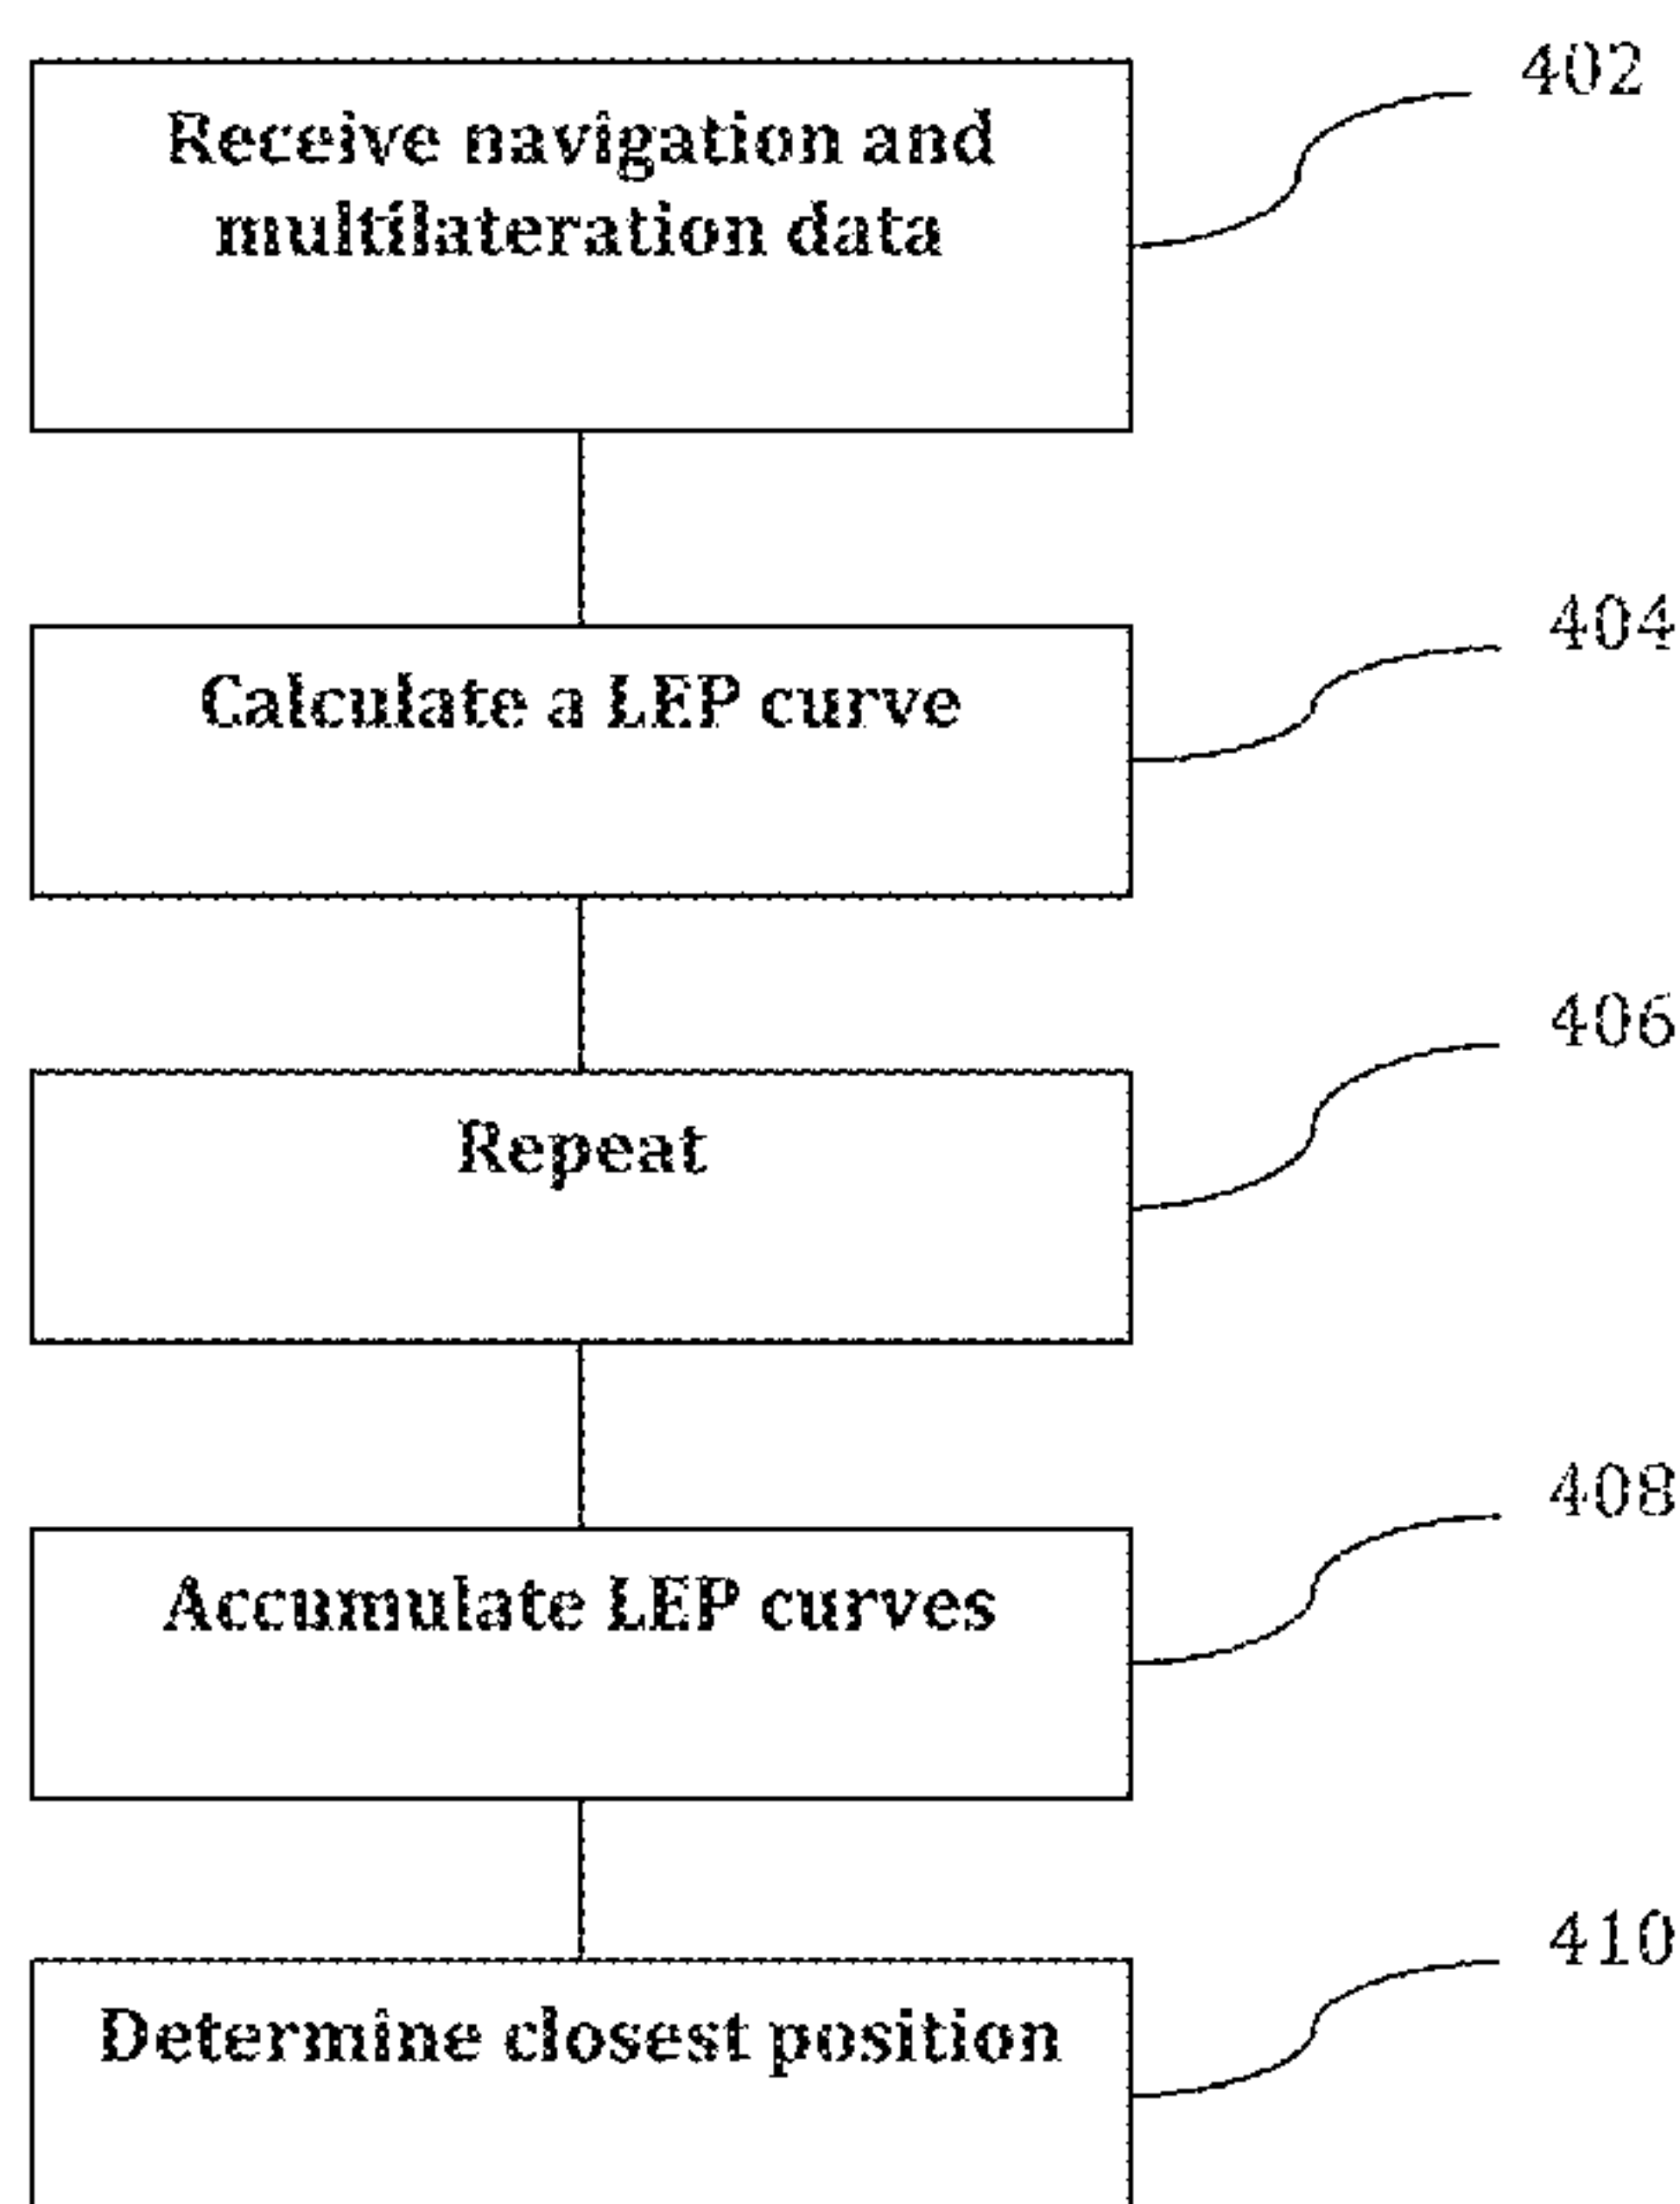 402
Receive navigation and
multilateration data
404
Calculate a LEP curve
406
Repeat
408
Accumulate LEP curves
410
Determine closest position